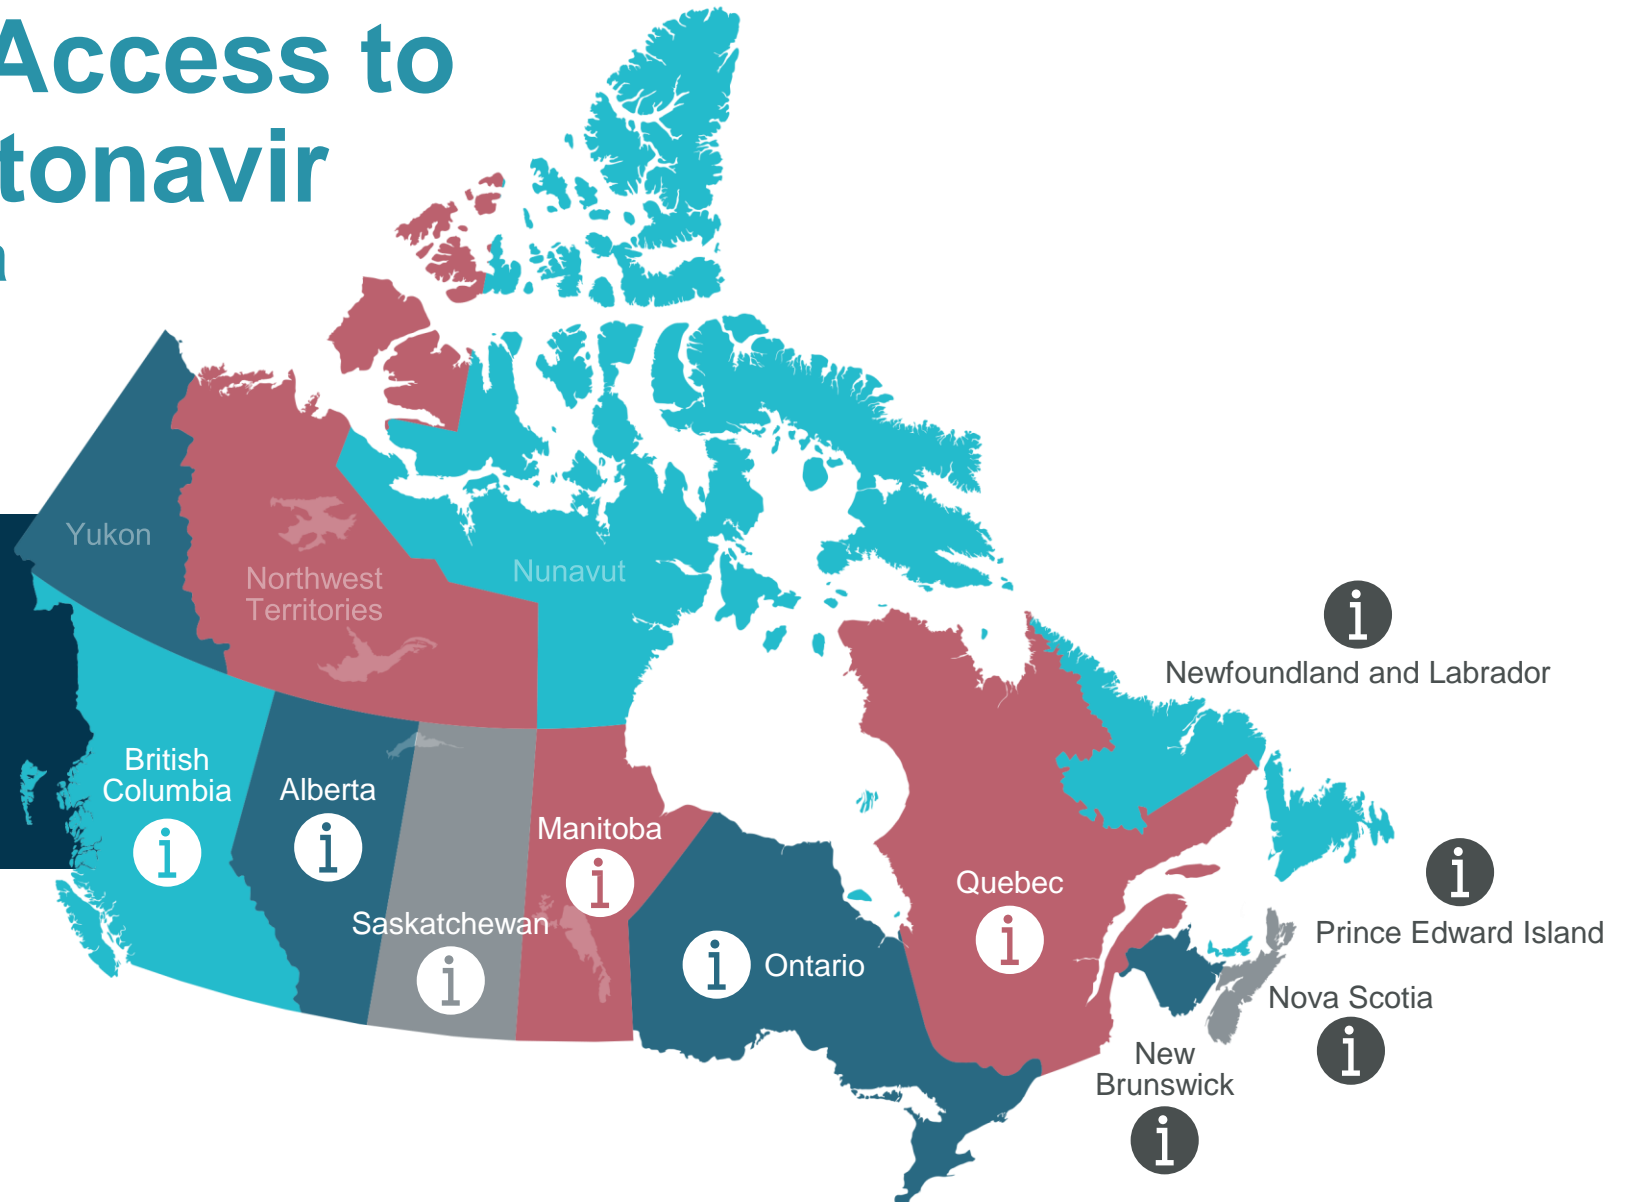 Access to
tonavir
a
Yukon
Northwest
Territories
Nunavut
Newfoundland and Labrador
British
Columbia
Alberta
Manitoba
Saskatchewan
Ontario
Quebec
Prince Edward Island
Nova Scotia
New
Brunswick